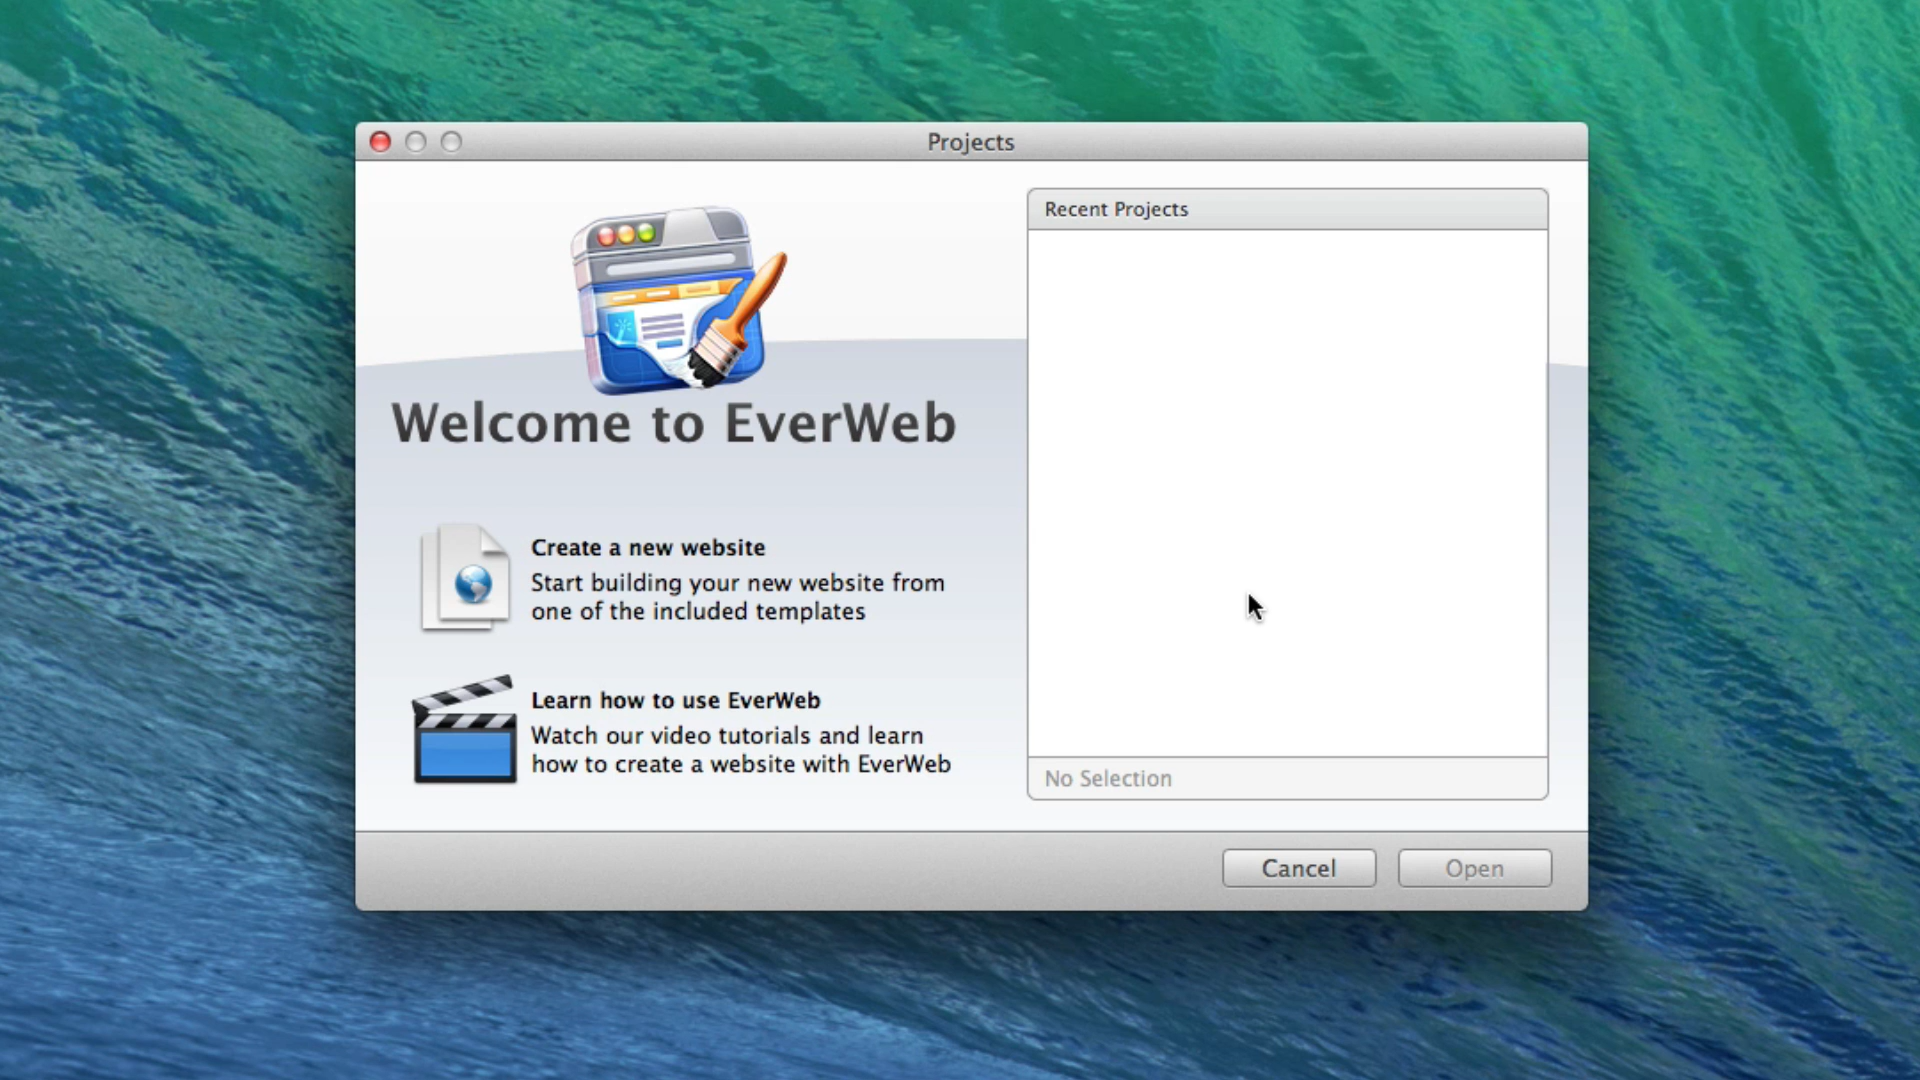 Projects
Recent Projects
Welcome to EverWeb
Create a new website
Start building your new website from
one of the included templates
Learn how to use EverWeb
Watch our video tutorials and learn
how to create a website with EverWeb
No Selection
Cancel
Open